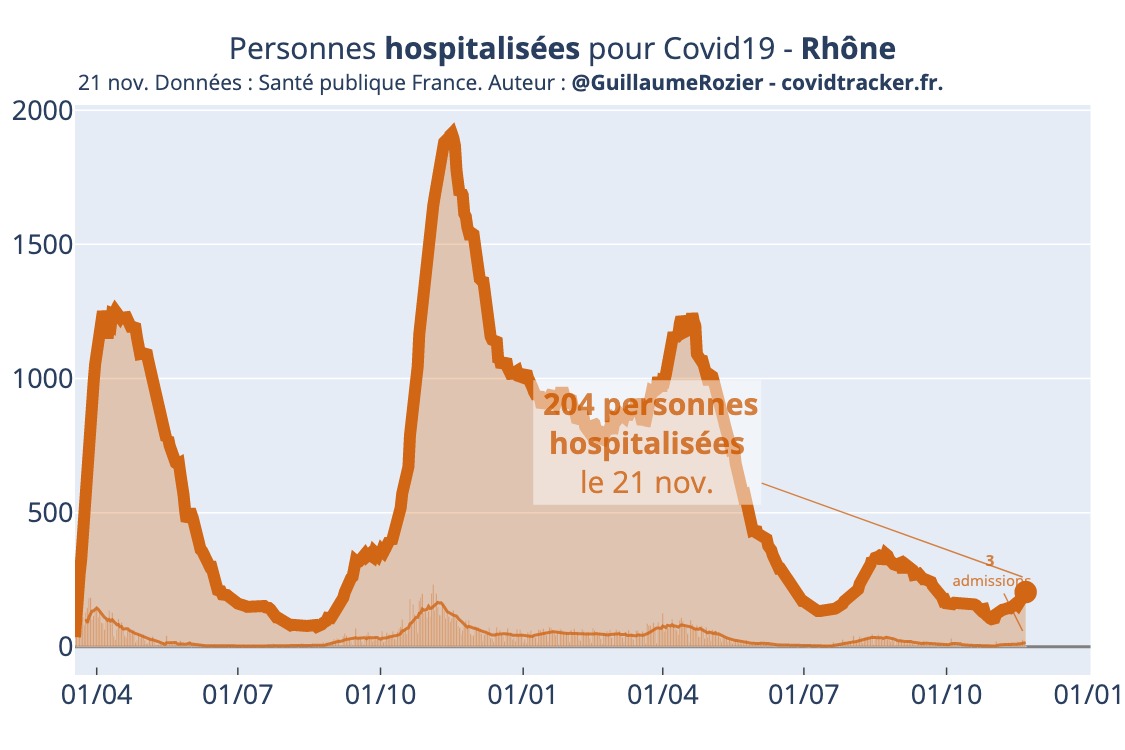 Personnes hospitalisées pour Covid19 - Rhône
21 nov. Données : Santé publique France. Auteur : @GuillaumeRozier - covidtracker.fr.
2000
1500
1000
500
0
204 personnes
hospitalisées
le 21 nov.
3
admissions
01/04
01/07
01/10
01/01
01/04
01/07
01/10
01/01